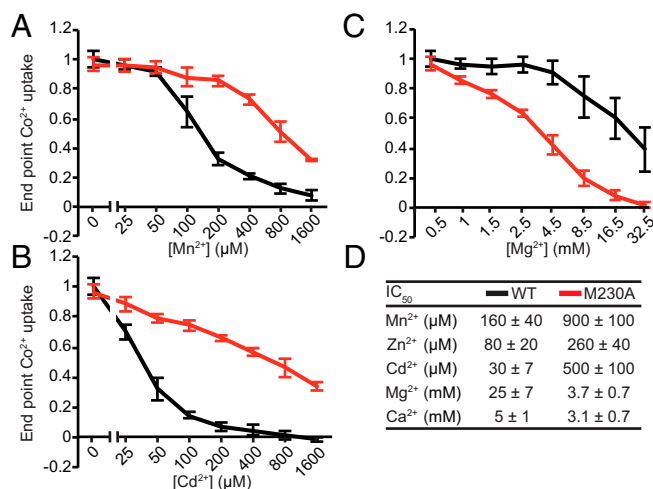 A
End point Co²⁺ uptake
1.2
1
0.8
0.6
0.4
0.2
0
-0.2
0 25 50 100 200 400 800 1600
[Mn²⁺] (µM)
B
End point Co²⁺ uptake
1.2
1
0.8
0.6
0.4
0.2
0
-0.2
0 25 50 100 200 400 800 1600
[Cd²⁺] (µM)
C
1.2
1
0.8
0.6
0.4
0.2
0
-0.2
0.5 1 1.5 2.5 4.5 8.5 16.5 32.5
[Mg²⁺] (mM)
D
IC₅₀ WT M230A
Mn²⁺ (µM) 160 ± 40 900 ± 100
Zn²⁺ (µM) 80 ± 20 260 ± 40
Cd²⁺ (µM) 30 ± 7 500 ± 100
Mg²⁺ (mM) 25 ± 7 3.7 ± 0.7
Ca²⁺ (mM) 5 ± 1 3.1 ± 0.7